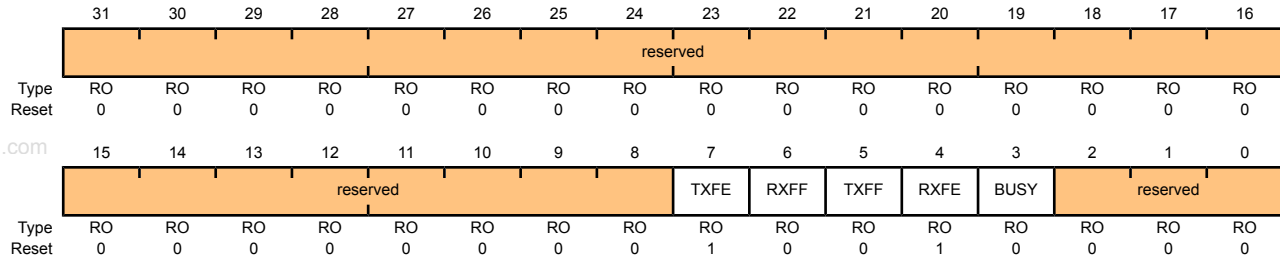 31 30 29 28 27 26 25 24 23 22 21 20 19 18 17 16
reserved
Type RO RO RO RO RO RO RO RO RO RO RO RO RO RO RO RO
Reset 0 0 0 0 0 0 0 0 0 0 0 0 0 0 0 0
.com
15 14 13 12 11 10 9 8 7 6 5 4 3 2 1 0
reserved TXFE RXFF TXFF RXFE BUSY reserved
Type RO RO RO RO RO RO RO RO RO RO RO RO RO RO RO RO
Reset 0 0 0 0 0 0 0 0 1 0 0 1 0 0 0 0